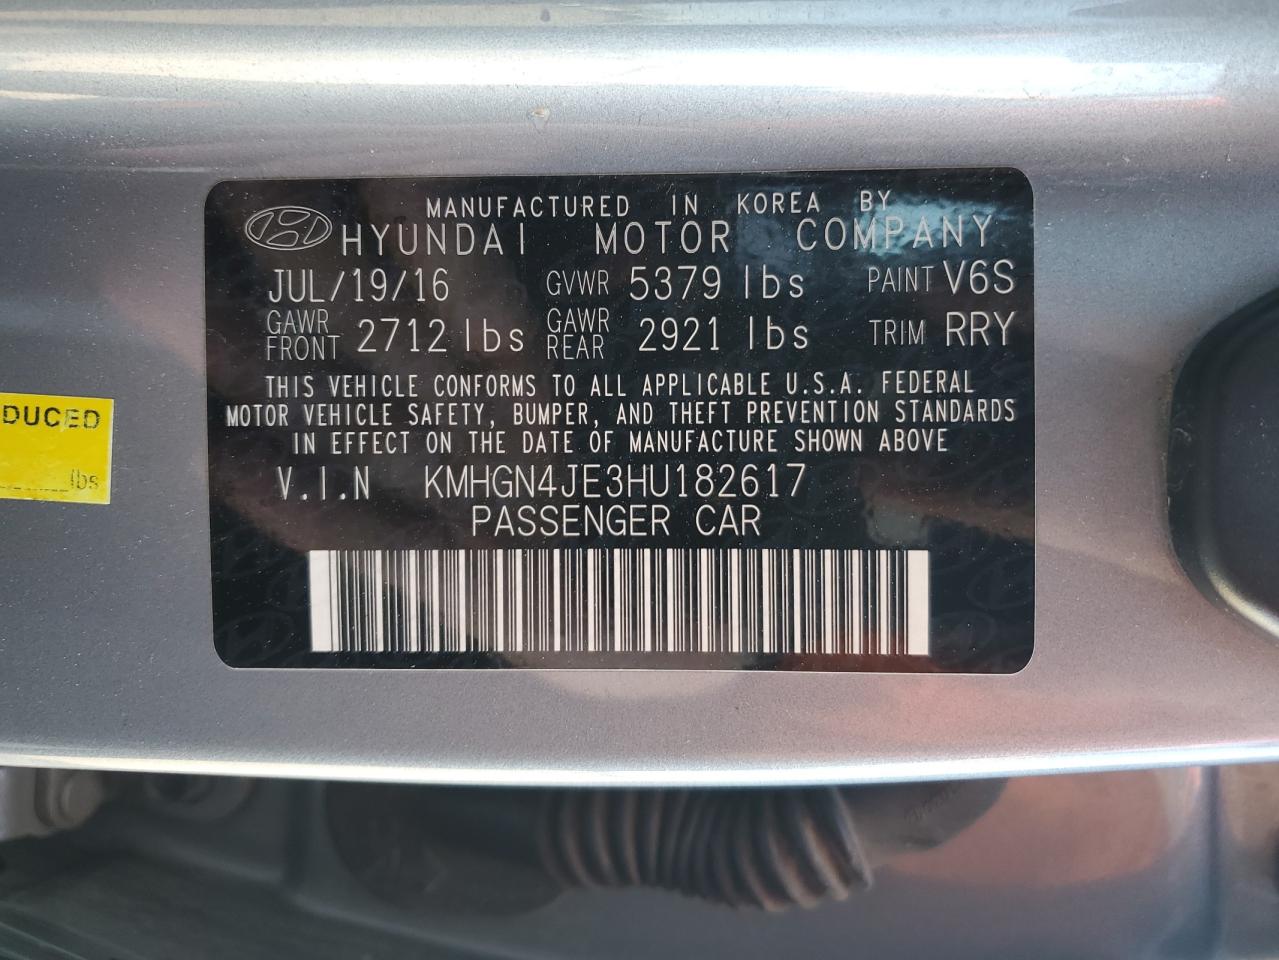 MANUFACTURED IN KOREA BY
HYUNDAI MOTOR COMPANY
JUL/19/16 GVWR 5379 lbs PAINT V6S
GAWR FRONT 2712 lbs GAWR REAR 2921 lbs TRIM RRY
THIS VEHICLE CONFORMS TO ALL APPLICABLE U.S.A. FEDERAL
MOTOR VEHICLE SAFETY, BUMPER, AND THEFT PREVENTION STANDARDS
IN EFFECT ON THE DATE OF MANUFACTURE SHOWN ABOVE
V.I.N KMHGN4JE3HU182617
PASSENGER CAR
DUCED
lbs